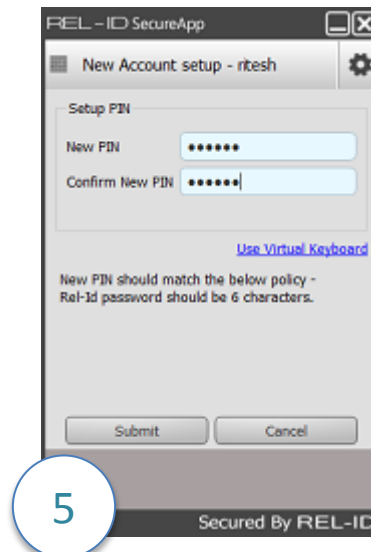 REL-ID SecureApp
New Account setup - ritesh
Setup PIN
New PIN ••••••
Confirm New PIN ••••••
Use Virtual Keyboard
New PIN should match the below policy -
Rel-Id password should be 6 characters.
Submit Cancel
5
Secured By REL-ID